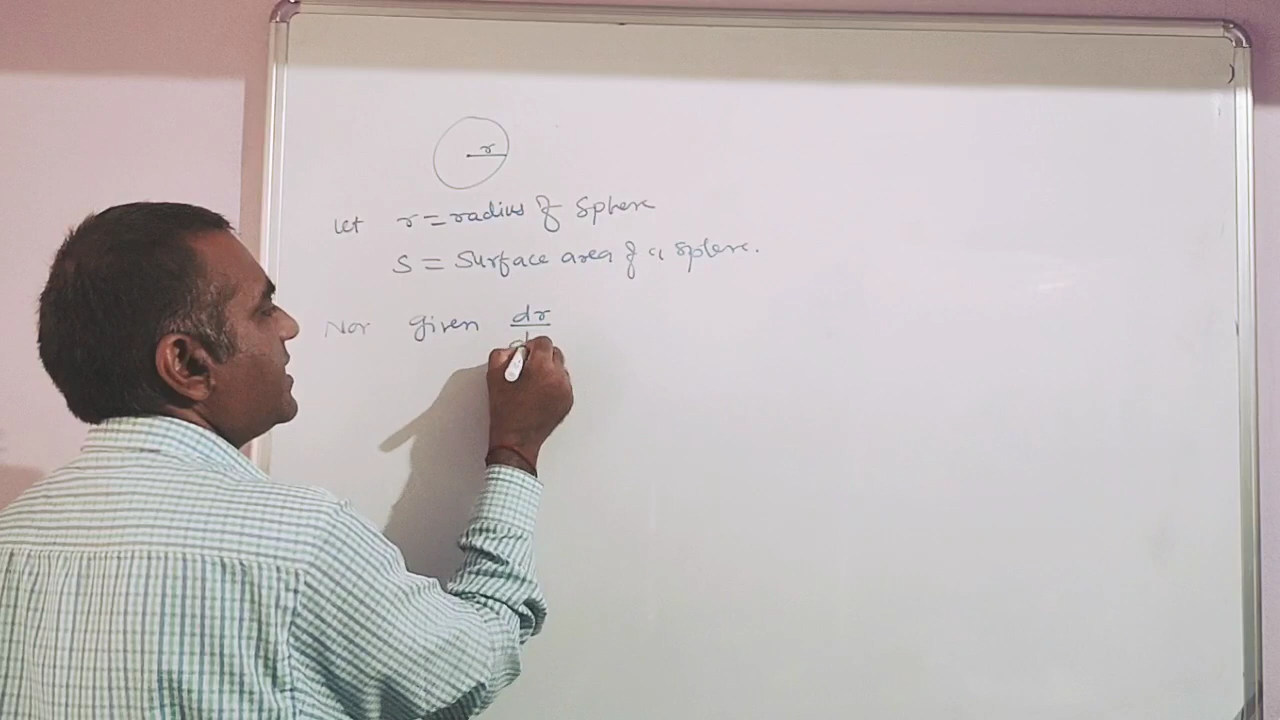 r
Let r = radius of sphere
S = Surface area of a sphere.
Now given dr
d